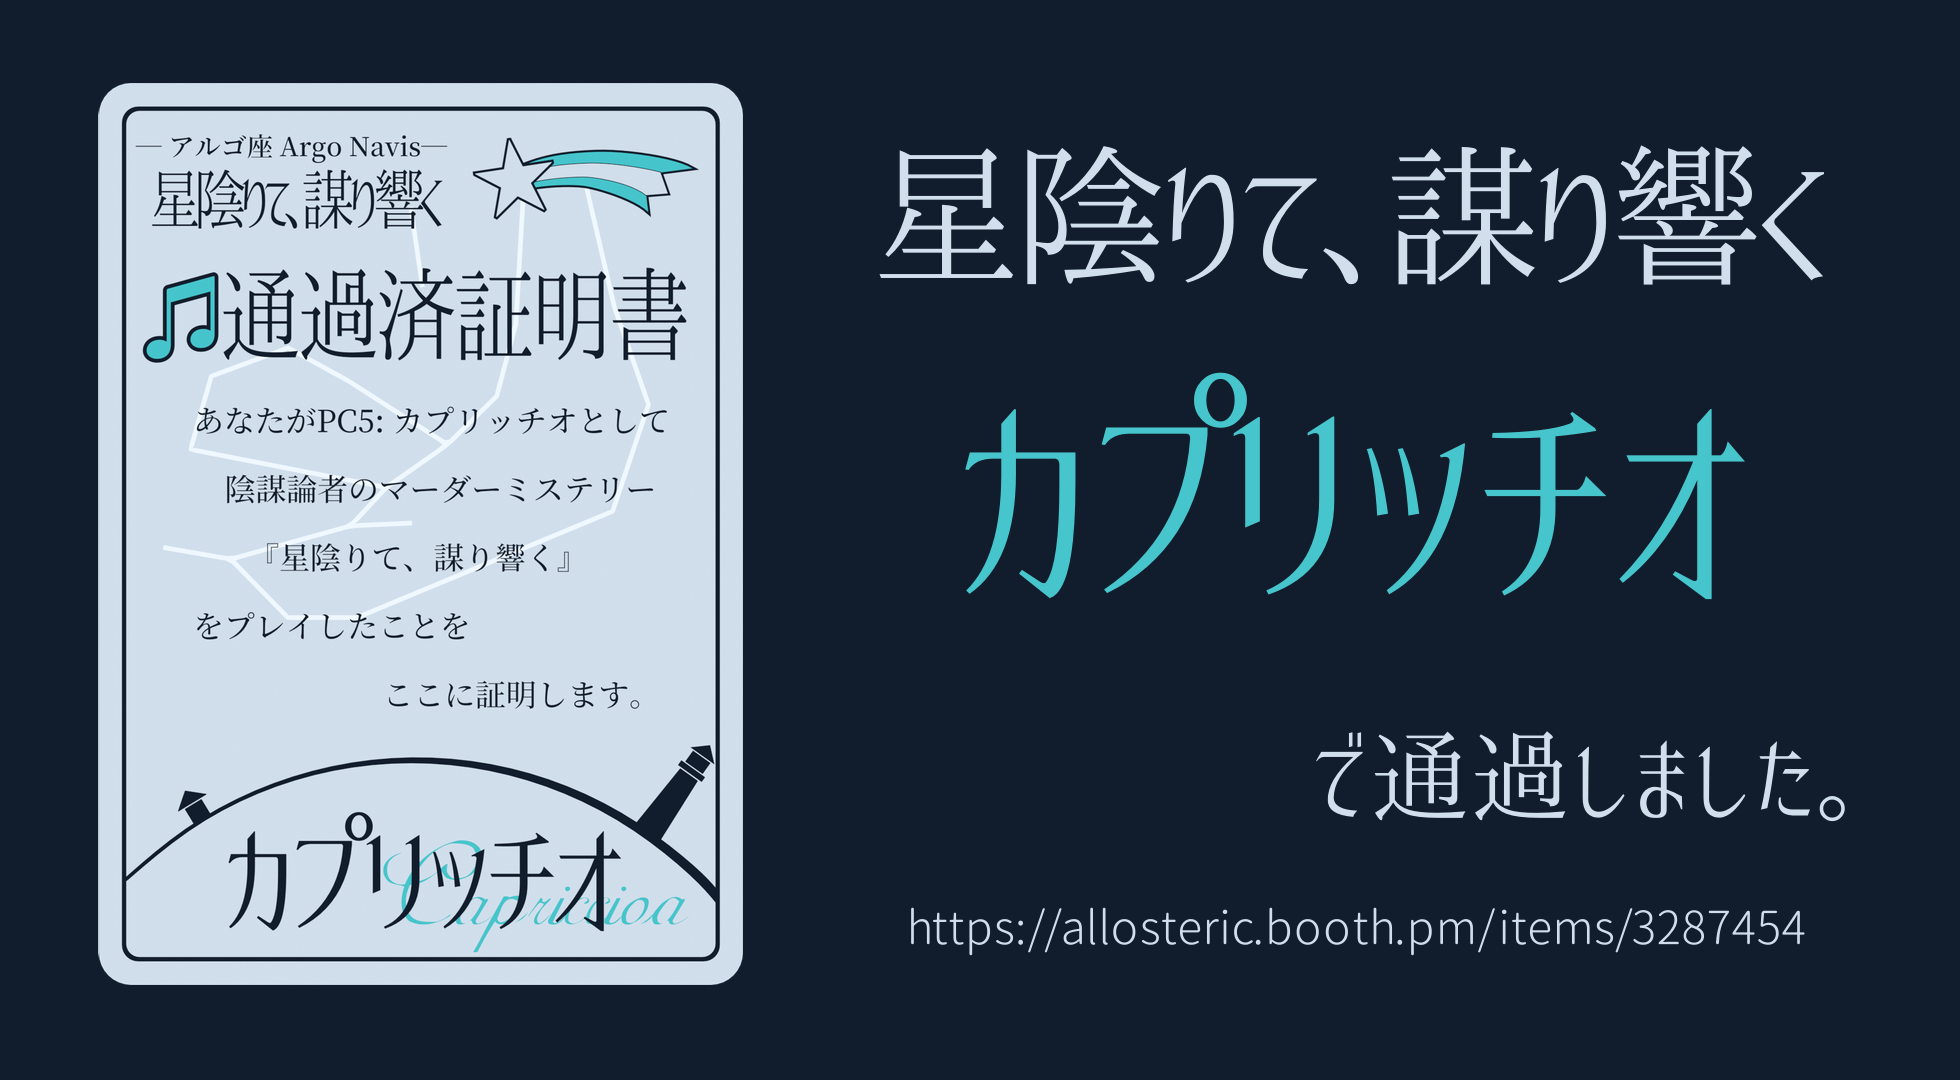 ― アルゴ座 Argo Navis―
星陰りて、謀り響く
通過済証明書
あなたがPC5: カプリッチオとして
陰謀論者のマーダーミステリー
『星陰りて、謀り響く』
をプレイしたことを
ここに証明します。
カプリッチオ
Capriccioa
星陰りて、謀り響く
カプリッチオ
で通過しました。
https://allosteric.booth.pm/items/3287454